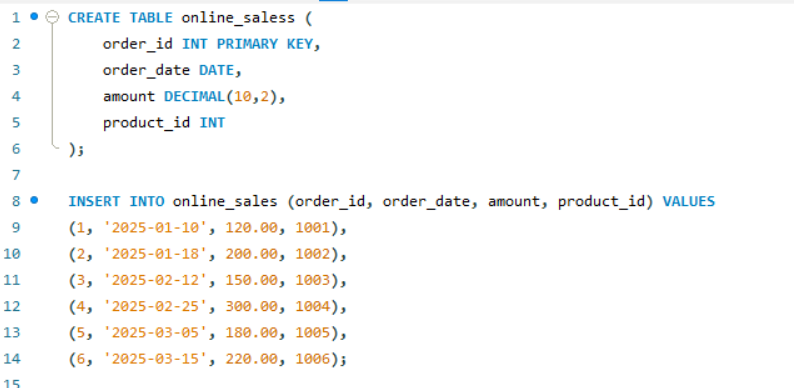 1 CREATE TABLE online_saless (
2 order_id INT PRIMARY KEY,
3 order_date DATE,
4 amount DECIMAL(10,2),
5 product_id INT
6 );
7
8 INSERT INTO online_sales (order_id, order_date, amount, product_id) VALUES
9 (1, '2025-01-10', 120.00, 1001),
10 (2, '2025-01-18', 200.00, 1002),
11 (3, '2025-02-12', 150.00, 1003),
12 (4, '2025-02-25', 300.00, 1004),
13 (5, '2025-03-05', 180.00, 1005),
14 (6, '2025-03-15', 220.00, 1006);
15